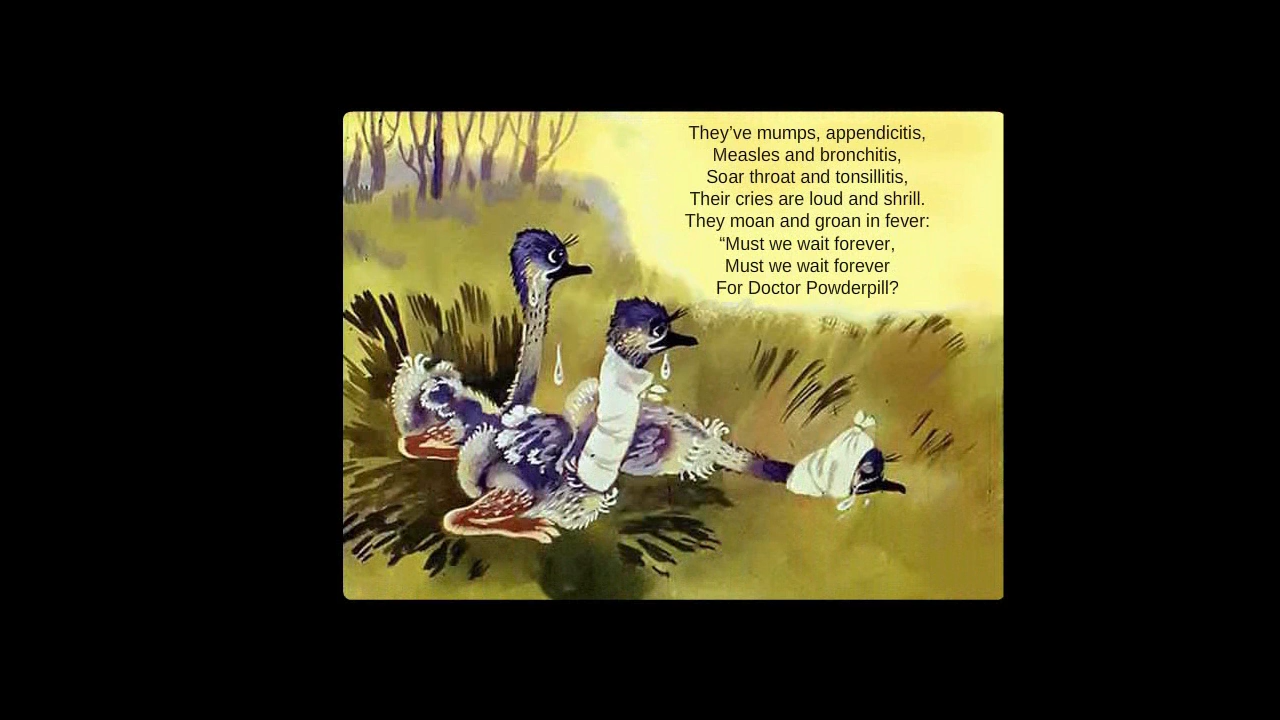 They’ve mumps, appendicitis,
Measles and bronchitis,
Soar throat and tonsillitis,
Their cries are loud and shrill.
They moan and groan in fever:
“Must we wait forever,
Must we wait forever
For Doctor Powderpill?